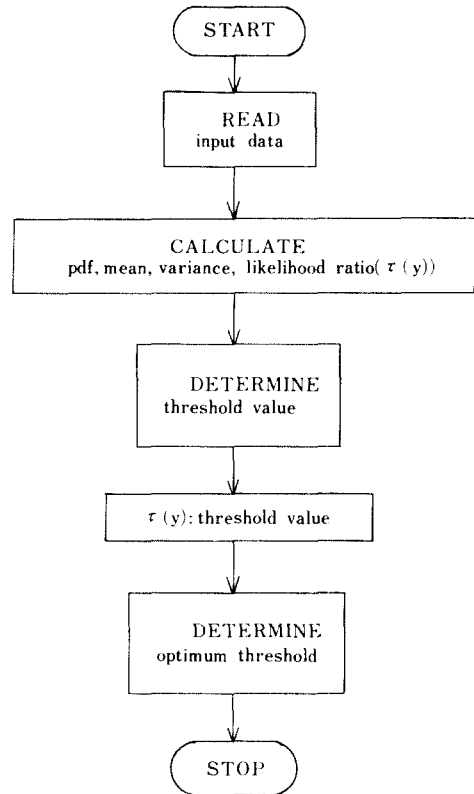 START
READ
input data
CALCULATE
pdf, mean, variance, likelihood ratio( τ (y))
DETERMINE
threshold value
τ (y): threshold value
DETERMINE
optimum threshold
STOP